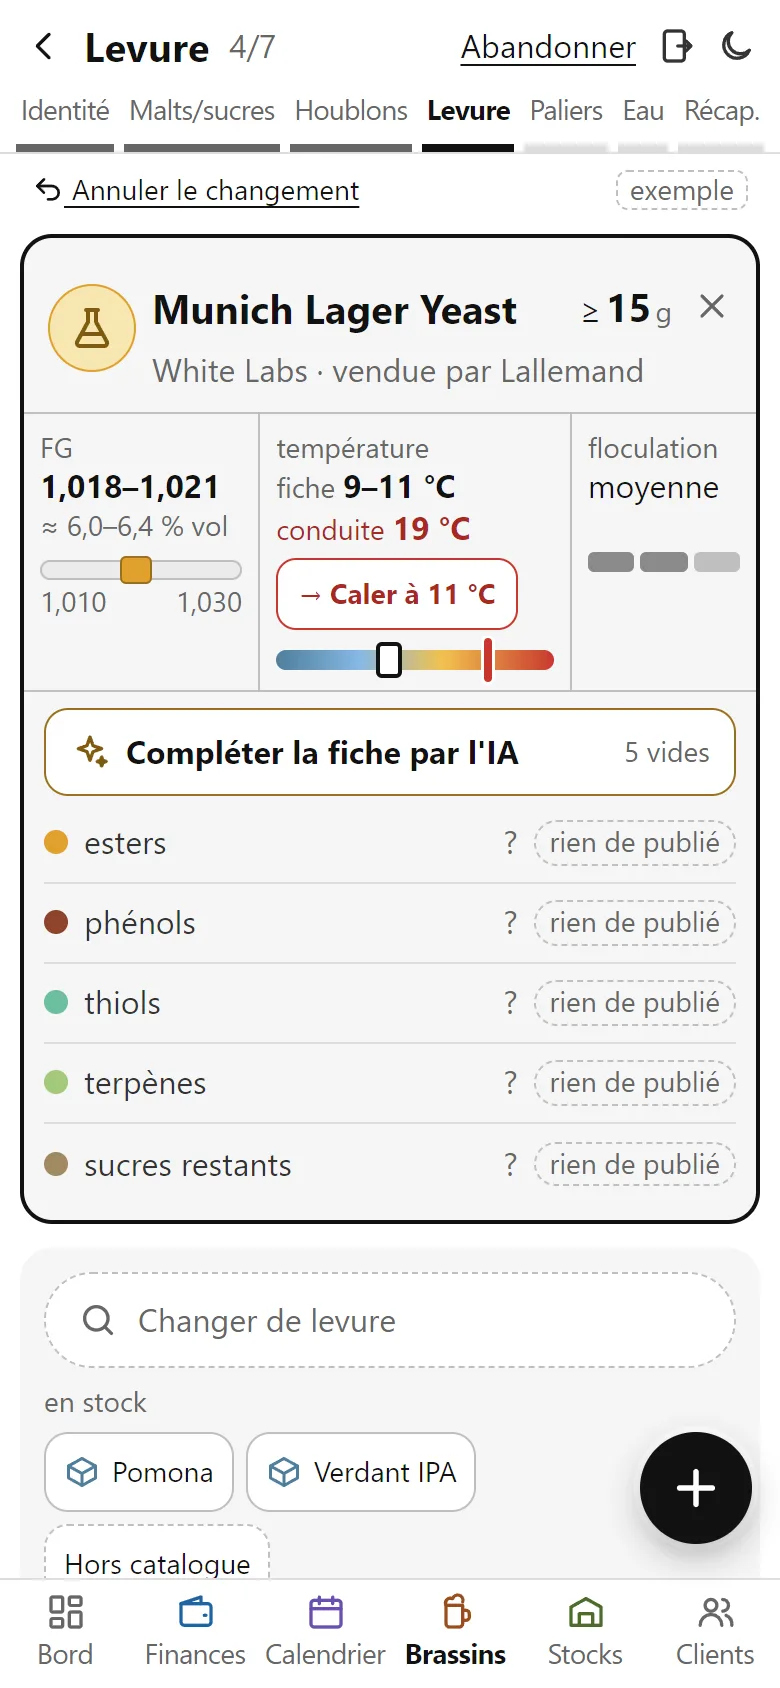 Levure 4/7 Abandonner
Identité Malts/sucres Houblons Levure Paliers Eau Récap.
Annuler le changement exemple
Munich Lager Yeast ≥ 15 g
White Labs · vendue par Lallemand
FG
1,018–1,021
≈ 6,0–6,4 % vol
1,010 1,030
température
fiche 9–11 °C
conduite 19 °C
→ Caler à 11 °C
floculation
moyenne
Compléter la fiche par l'IA 5 vides
esters ? rien de publié
phénols ? rien de publié
thiols ? rien de publié
terpènes ? rien de publié
sucres restants ? rien de publié
Changer de levure
en stock
Pomona Verdant IPA
Hors catalogue
Bord Finances Calendrier Brassins Stocks Clients